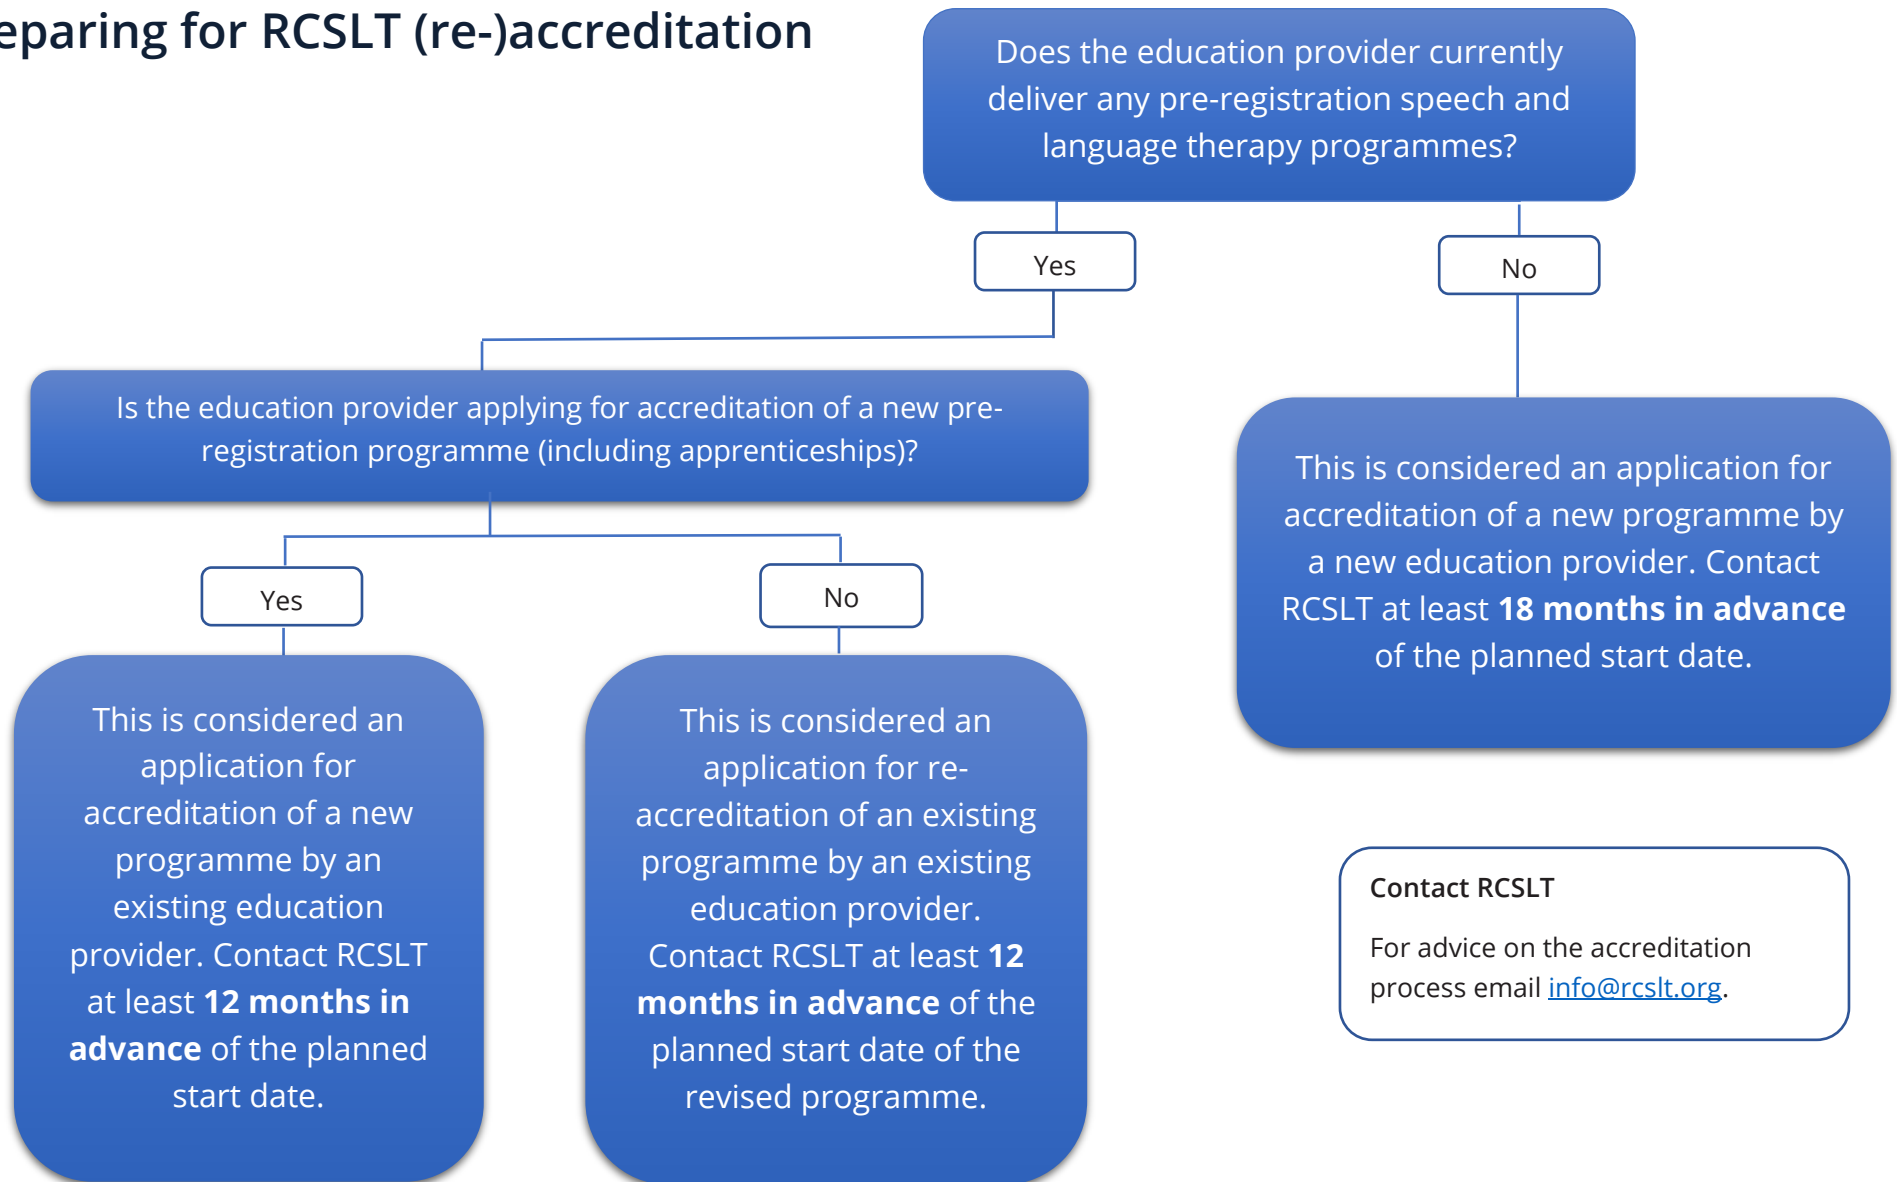 eparing for RCSLT (re-)accreditation
Does the education provider currently
deliver any pre-registration speech and
language therapy programmes?
Yes
No
Is the education provider applying for accreditation of a new pre-
registration programme (including apprenticeships)?
Yes
No
This is considered an
application for
accreditation of a new
programme by an
existing education
provider. Contact RCSLT
at least 12 months in
advance of the planned
start date.
This is considered an
application for re-
accreditation of an existing
programme by an existing
education provider.
Contact RCSLT at least 12
months in advance of the
planned start date of the
revised programme.
This is considered an application for
accreditation of a new programme by
a new education provider. Contact
RCSLT at least 18 months in advance
of the planned start date.
Contact RCSLT
For advice on the accreditation
process email info@rcslt.org.